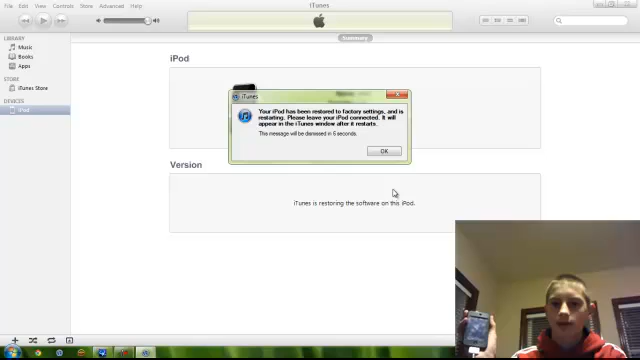 iTunes
File Edit View Controls Store Advanced Help
Summary
LIBRARY
Music
Books
Apps
STORE
iTunes Store
DEVICES
iPod
iPod
iTunes
Your iPod has been restored to factory settings, and is
restarting. Please leave your iPod connected. It will
appear in the iTunes window after it restarts.
This message will be dismissed in 5 seconds.
OK
Version
iTunes is restoring the software on this iPod.